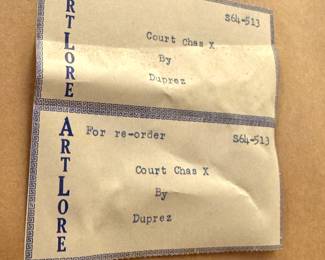 ARTLORE
S64-513
Court Chas X
By
Duprez
ARTLORE
For re-order
S64-513
Court Chas X
By
Duprez